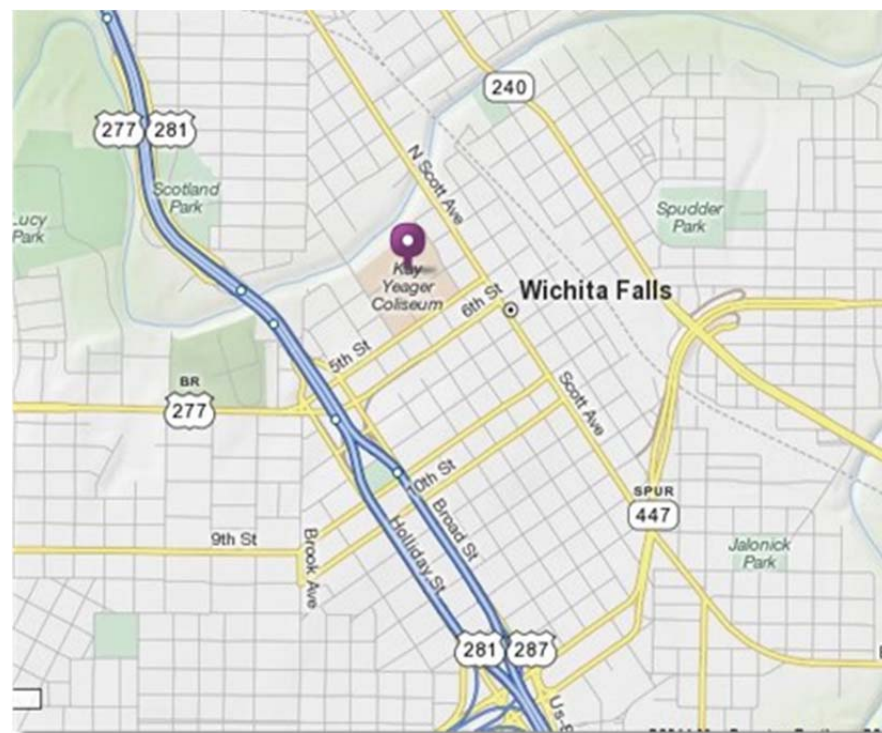 240
277
281
N Scott Ave
Scotland
Park
Lucy
Park
Spudder
Park
Kay
Yeager
Coliseum
Wichita Falls
6th St
5th St
BR
277
Scott Ave
10th St
SPUR
447
9th St
Brook Ave
Holliday St
Broad St
Jalonick
Park
281
287